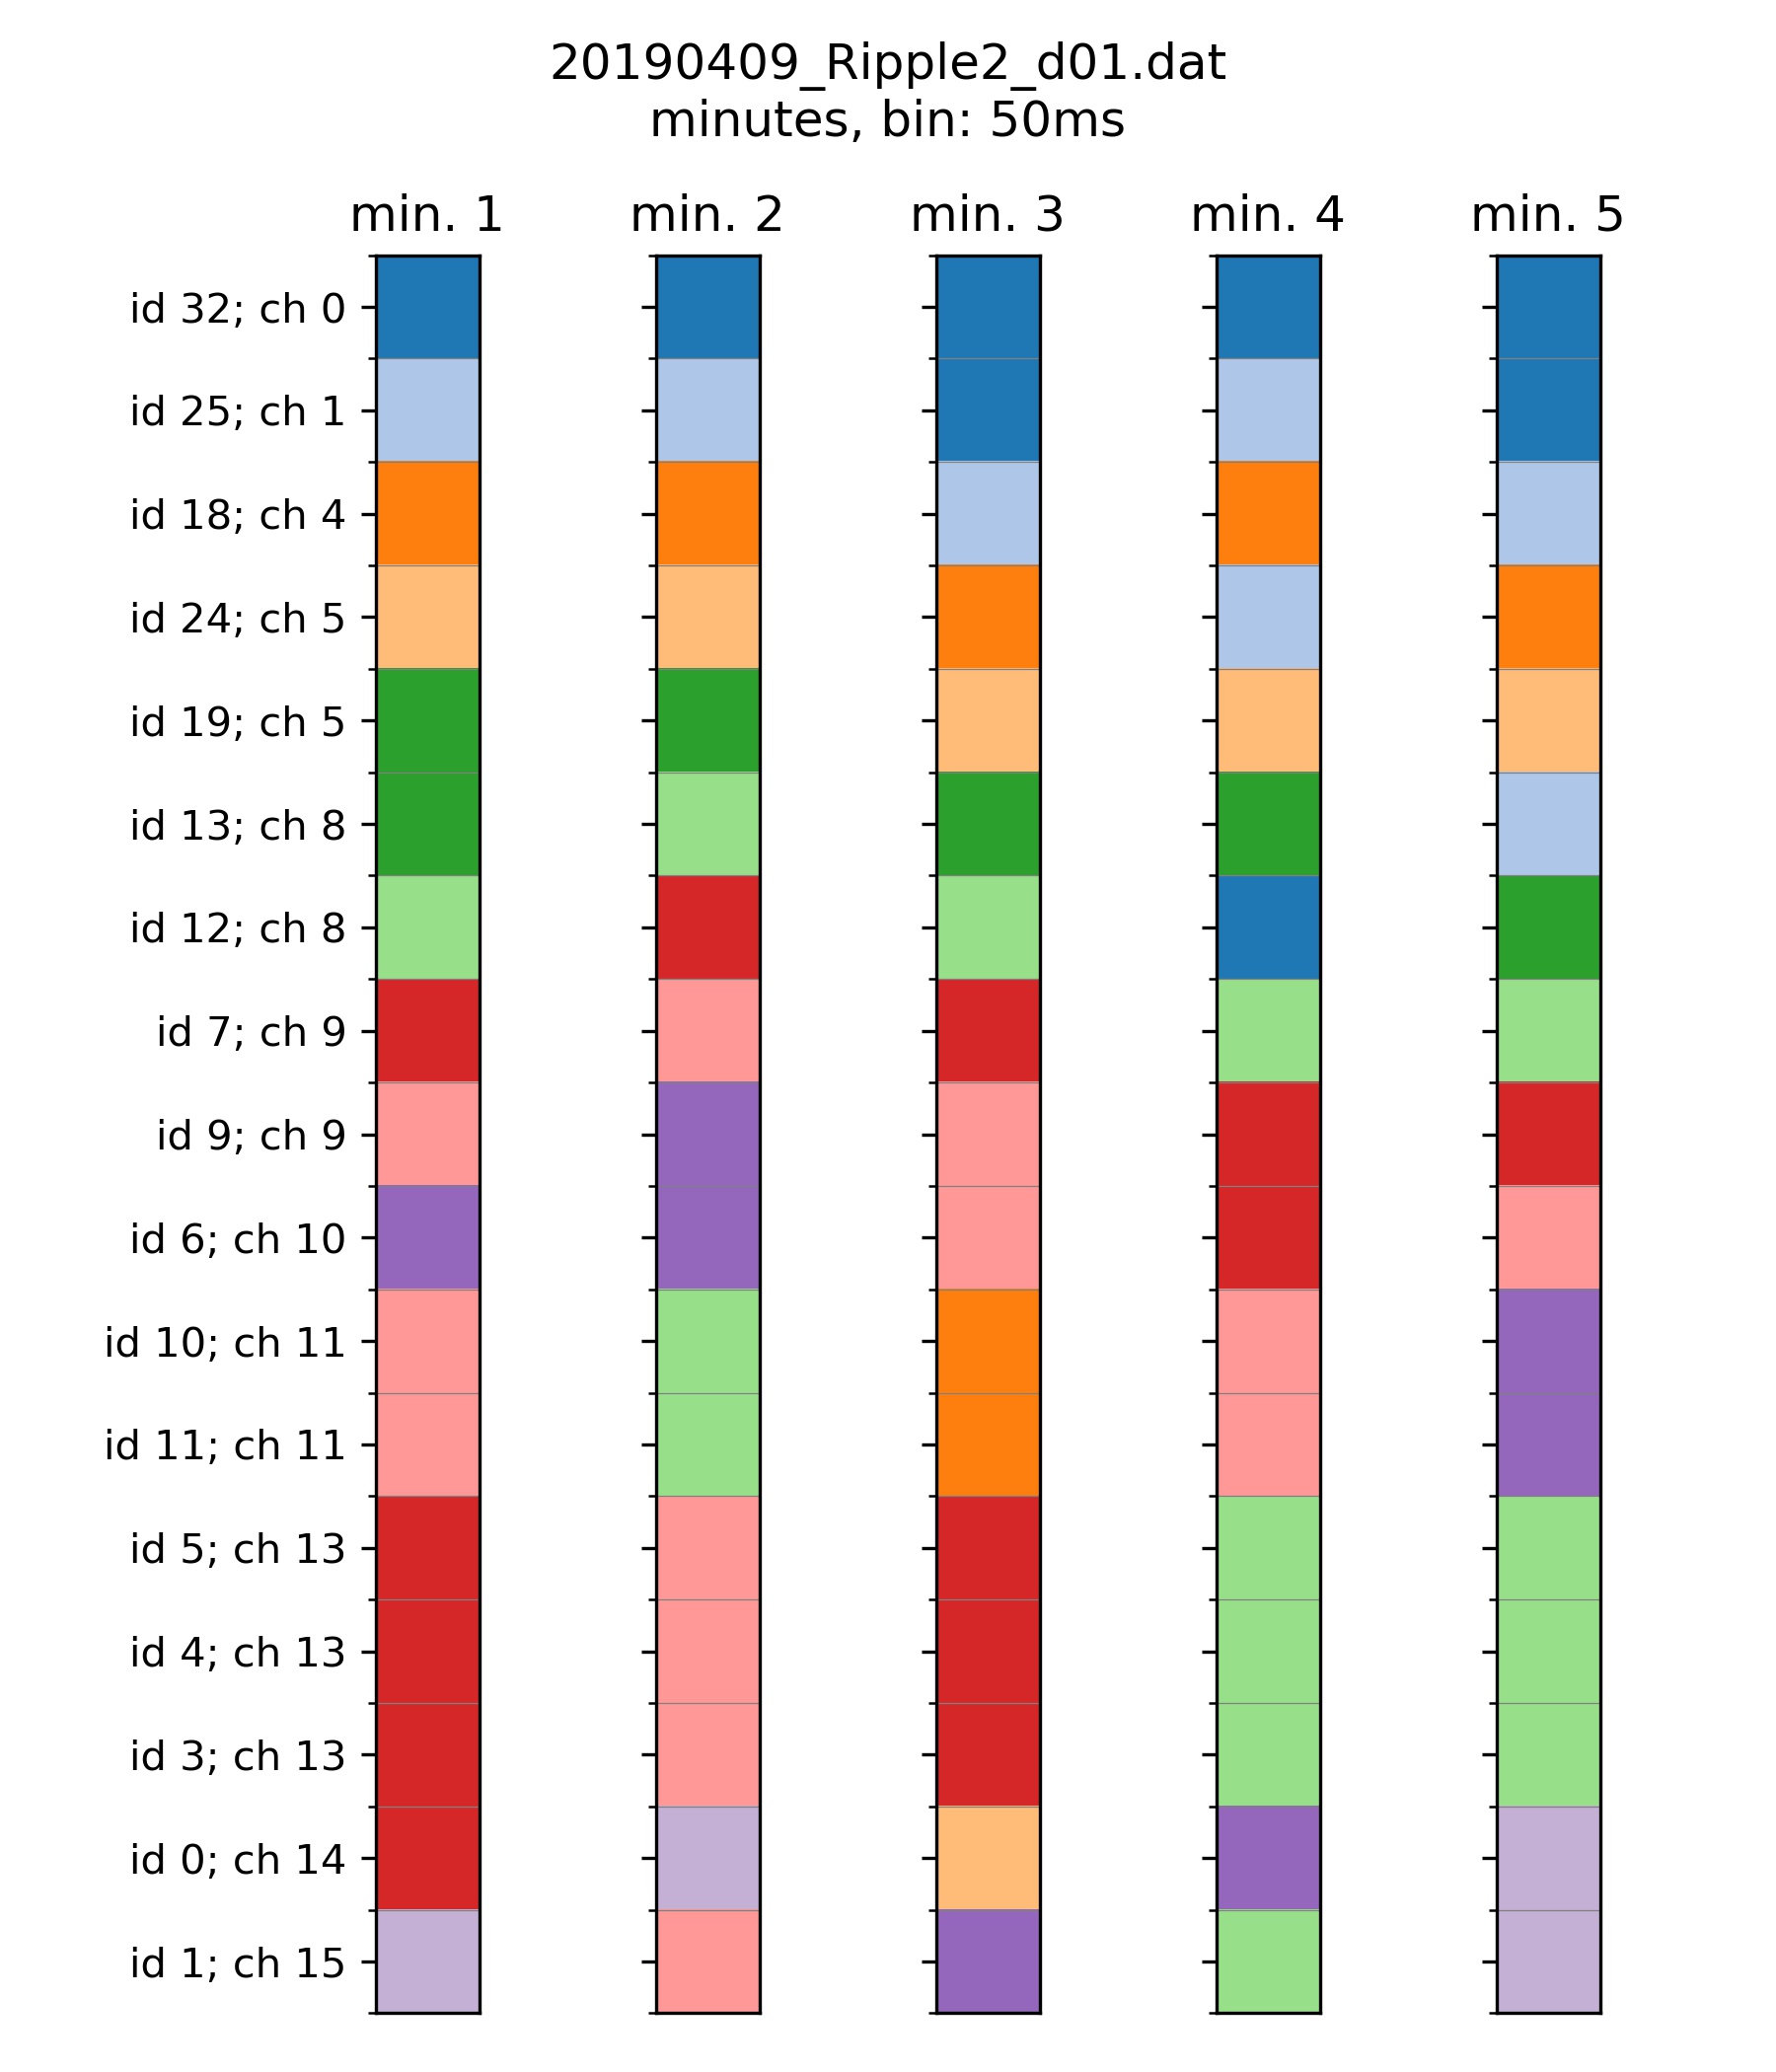 20190409_Ripple2_d01.dat
minutes, bin: 50ms
min. 1 min. 2 min. 3 min. 4 min. 5
id 32; ch 0
id 25; ch 1
id 18; ch 4
id 24; ch 5
id 19; ch 5
id 13; ch 8
id 12; ch 8
id 7; ch 9
id 9; ch 9
id 6; ch 10
id 10; ch 11
id 11; ch 11
id 5; ch 13
id 4; ch 13
id 3; ch 13
id 0; ch 14
id 1; ch 15